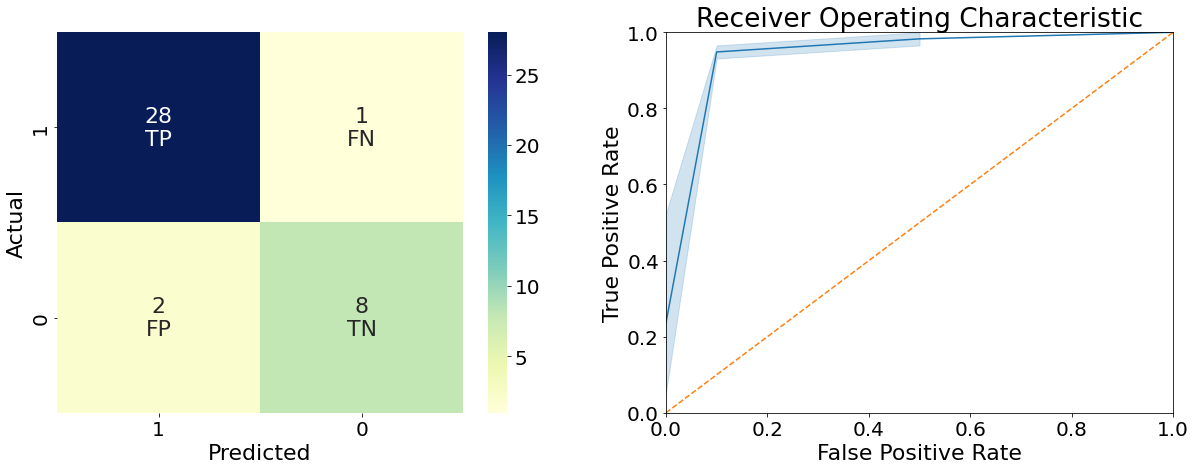 28
TP
1
FN
2
FP
8
TN
1
0
Actual
1
0
Predicted
25
20
15
10
5
Receiver Operating Characteristic
1.0
0.8
0.6
0.4
0.2
0.0
True Positive Rate
0.0 0.2 0.4 0.6 0.8 1.0
False Positive Rate